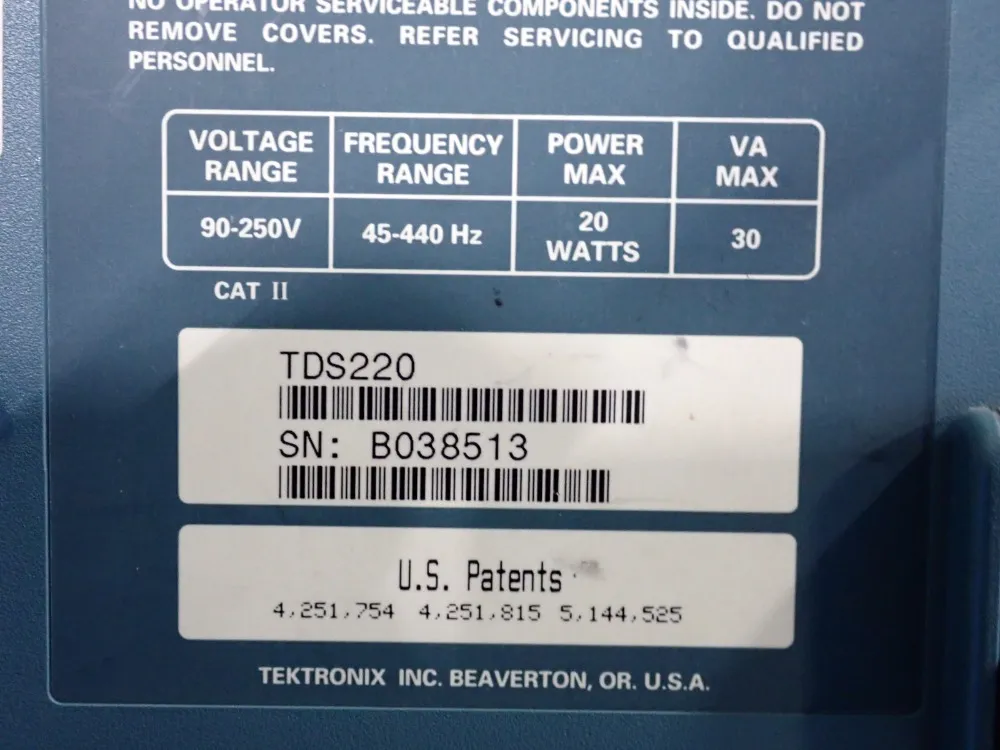 NO OPERATOR SERVICEABLE COMPONENTS INSIDE. DO NOT
REMOVE COVERS. REFER SERVICING TO QUALIFIED
PERSONNEL.
VOLTAGE RANGE FREQUENCY RANGE POWER MAX VA MAX
90-250V 45-440 Hz 20 WATTS 30
CAT II
TDS220
SN: B038513
U.S. Patents
4,251,754 4,251,815 5,144,525
TEKTRONIX INC. BEAVERTON, OR. U.S.A.